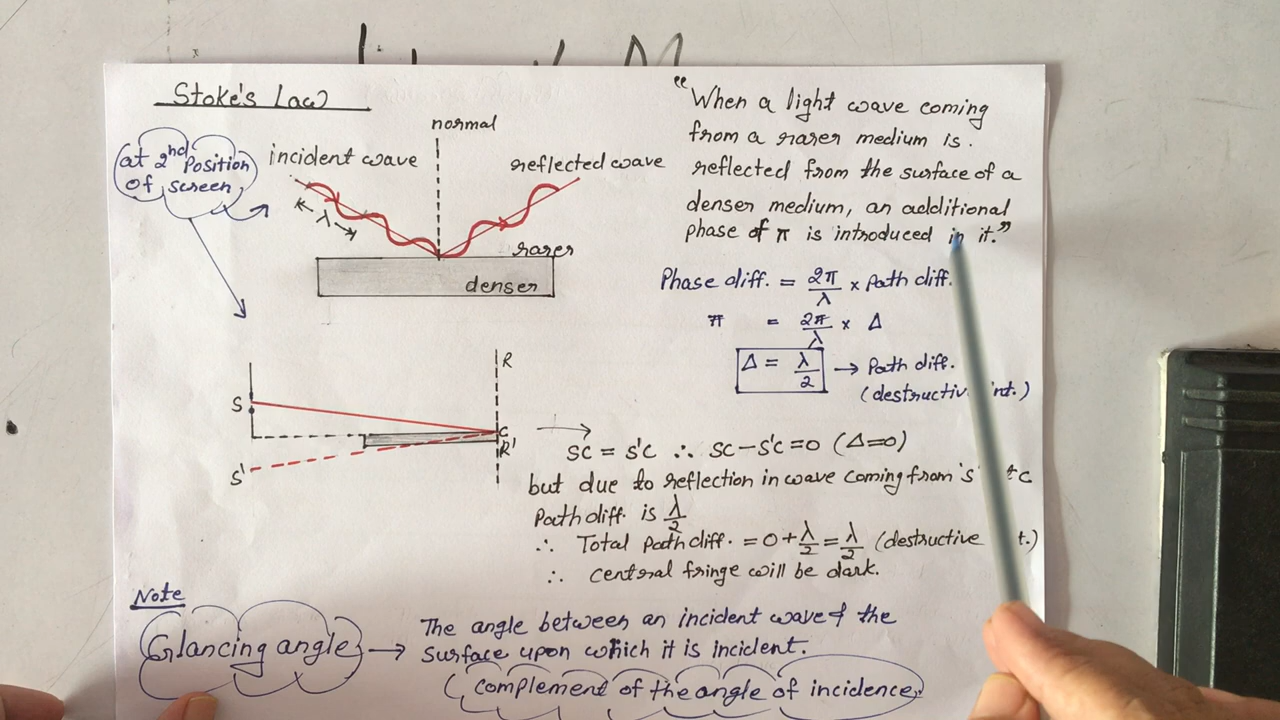 Stoke's Law
at 2nd position
of screen
normal
incident wave
reflected wave
λ
rarer
denser
"When a light wave coming
from a rarer medium is.
reflected from the surface of a
denser medium, an additional
phase of π is introduced in it."
Phase diff. = 2π/λ × Path diff.
π = 2π/λ × Δ
Δ = λ/2 → Path diff.
(destructive int.)
S
S'
R
C
R'
SC = S'C ∴ SC – S'C = 0 (Δ=0)
but due to reflection in wave coming from 'S' to C
Path diff. is λ/2
∴ Total Path diff. = 0 + λ/2 = λ/2 (destructive t.)
∴ Central fringe will be dark.
Note
Glancing angle → The angle between an incident wave & the
surface upon which it is incident.
(complement of the angle of incidence)